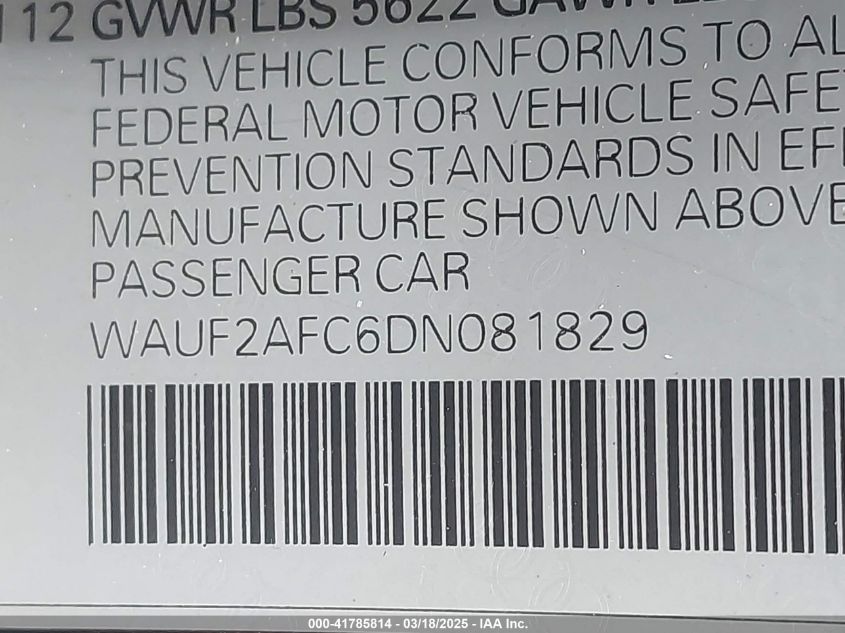 112 GVWR LBS 5622 GAWR
THIS VEHICLE CONFORMS TO AL
FEDERAL MOTOR VEHICLE SAFE
PREVENTION STANDARDS IN EF
MANUFACTURE SHOWN ABOVE
PASSENGER CAR
WAUF2AFC6DN081829
000-41785814 - 03/18/2025 - IAA Inc.